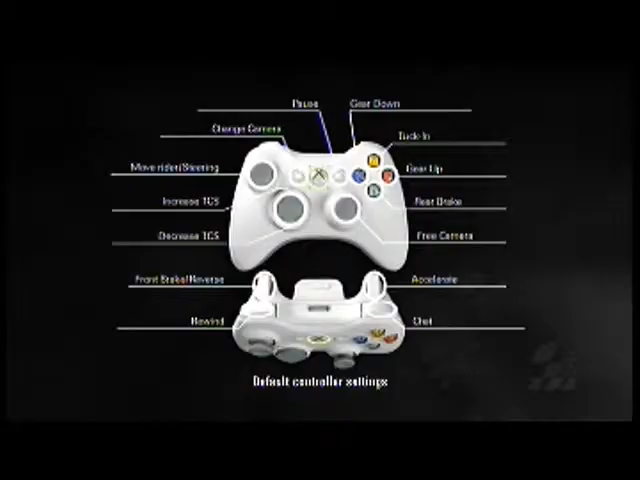 Pause
Gear Down
Change Camera
Tuck-In
Move rider/Steering
Gear Up
Increase TCS
Rear Brake
Decrease TCS
Free Camera
Front Brake/Reverse
Accelerate
Rewind
Chat
Default controller settings